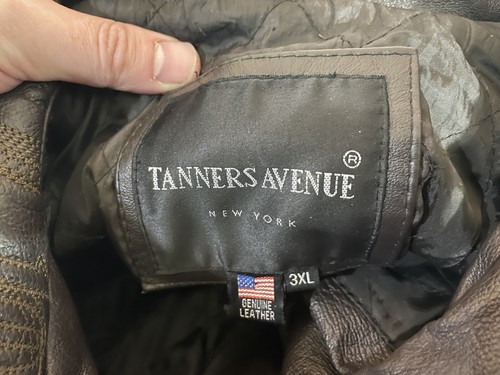 ®
TANNERS AVENUE
NEW YORK
3XL
GENUINE
LEATHER